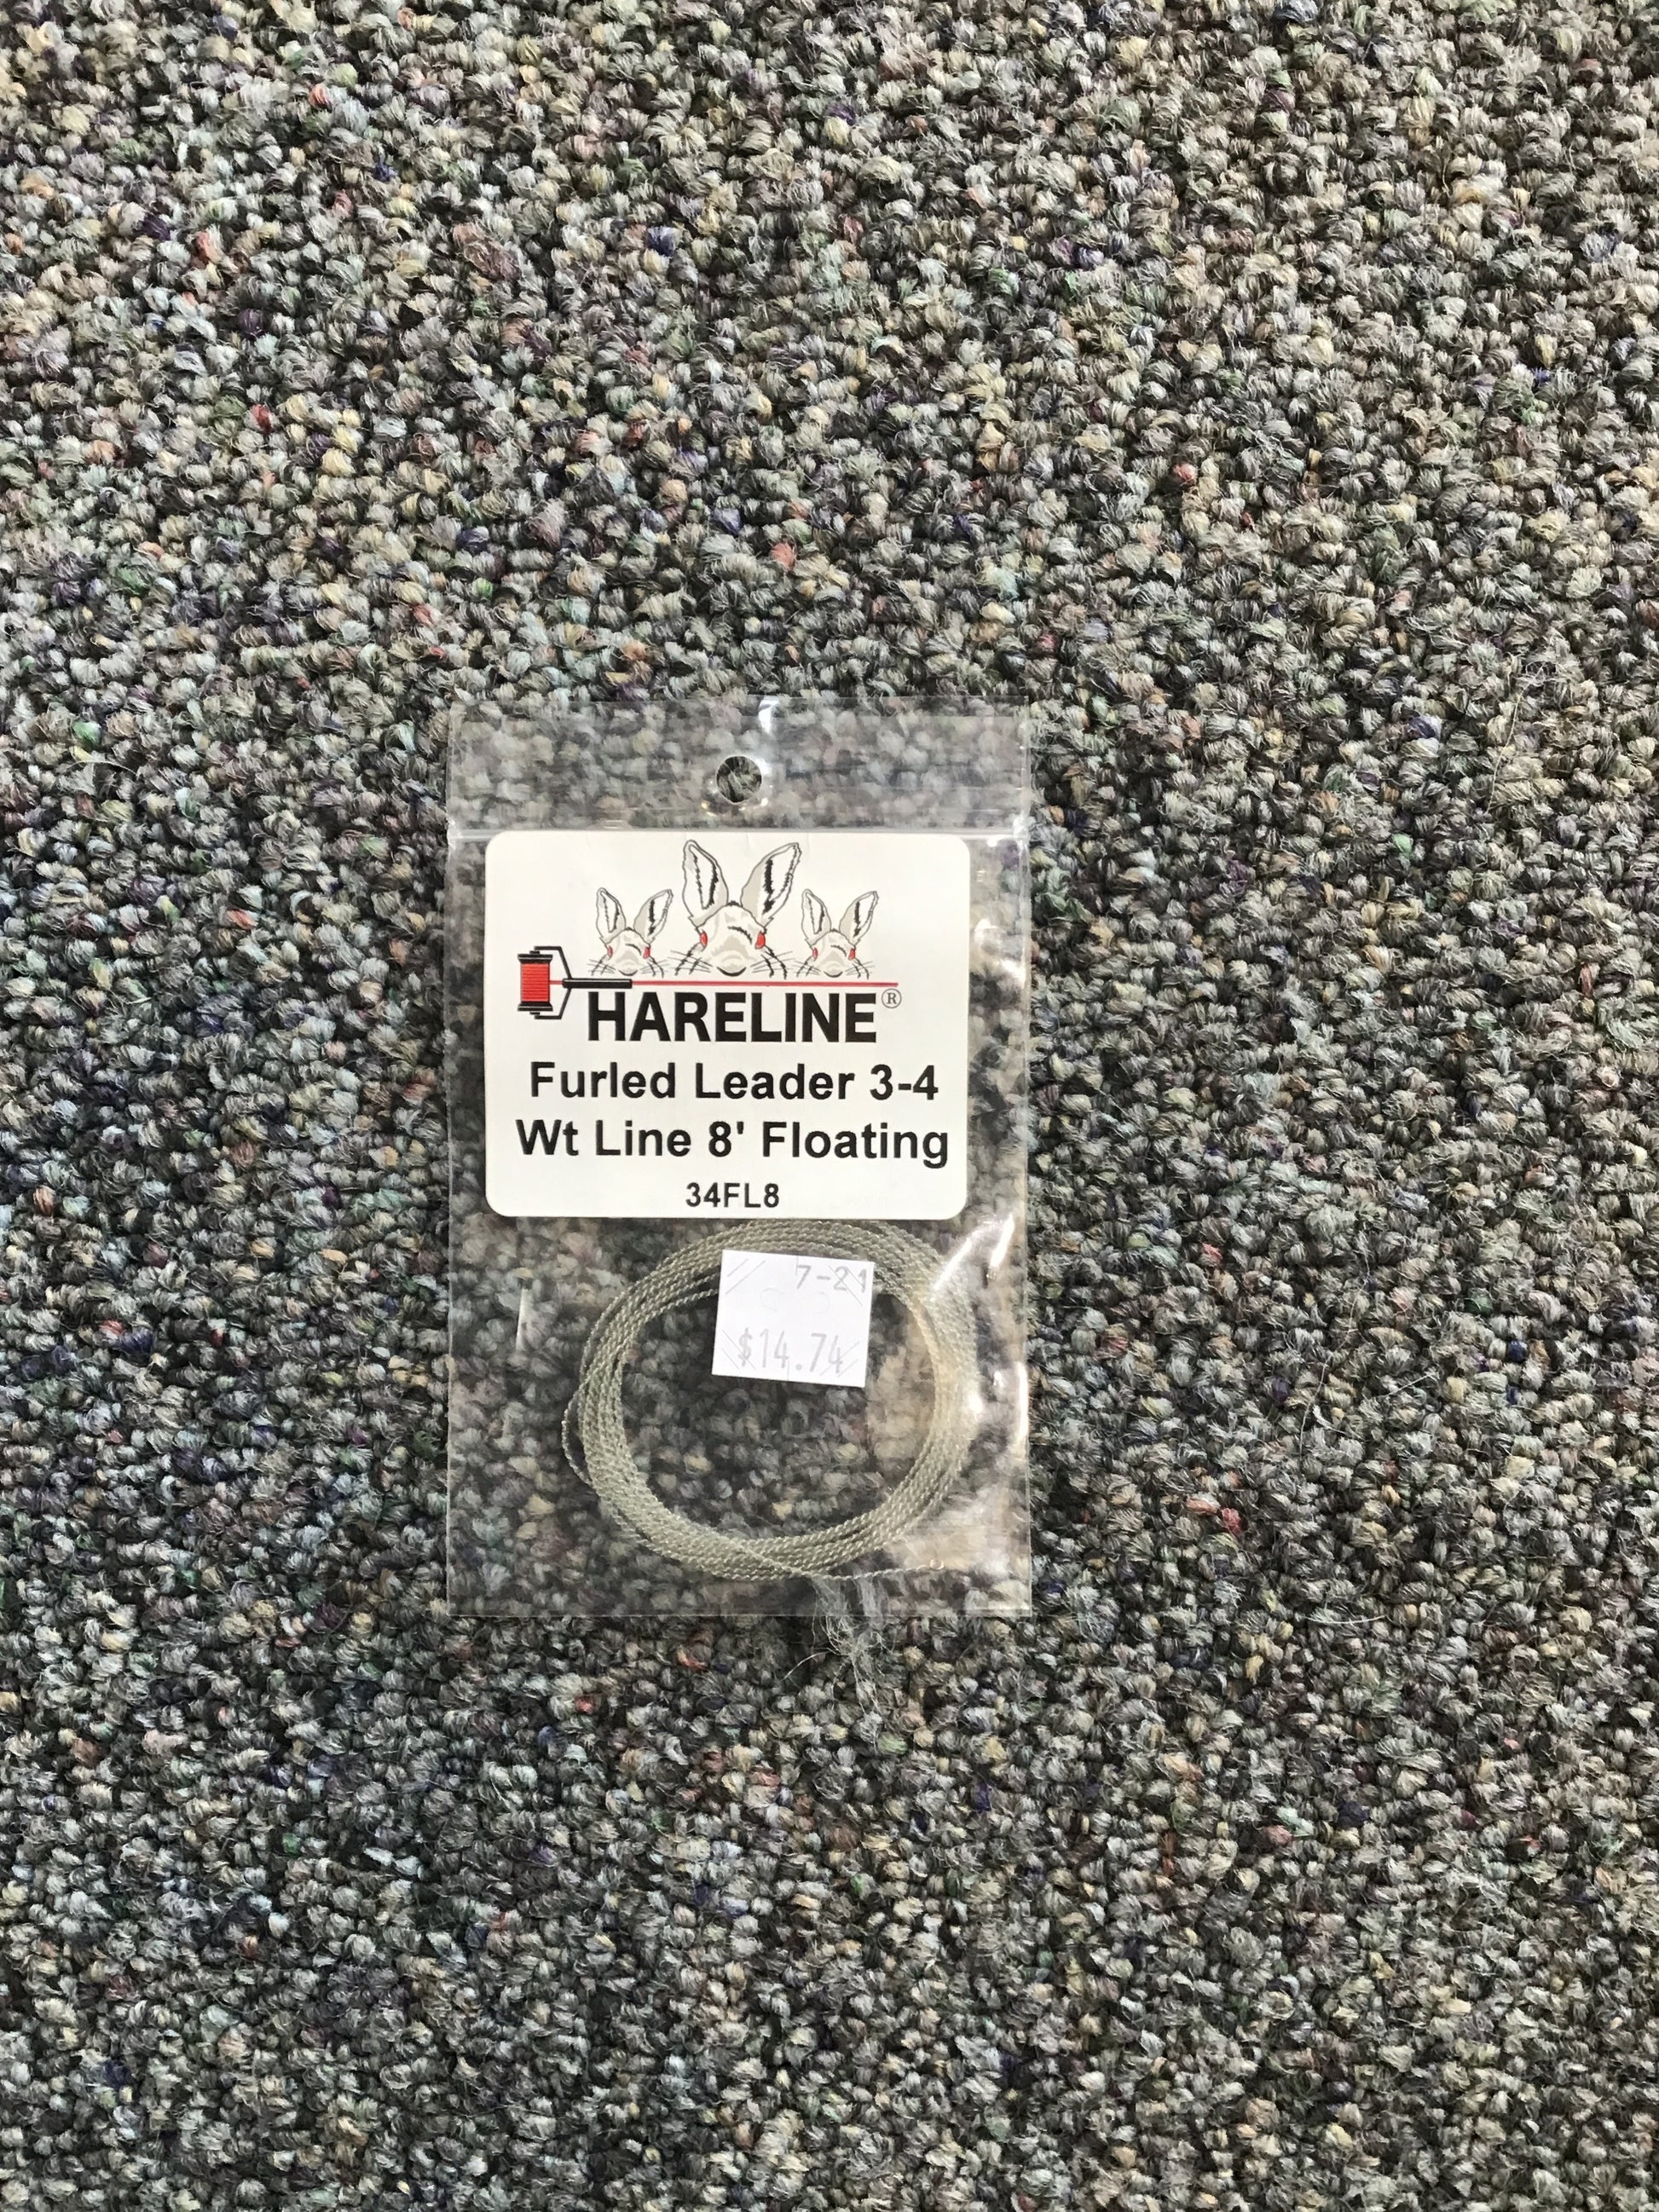 HARELINE®
Furled Leader 3-4
Wt Line 8' Floating
34FL8
7-21
$14.74